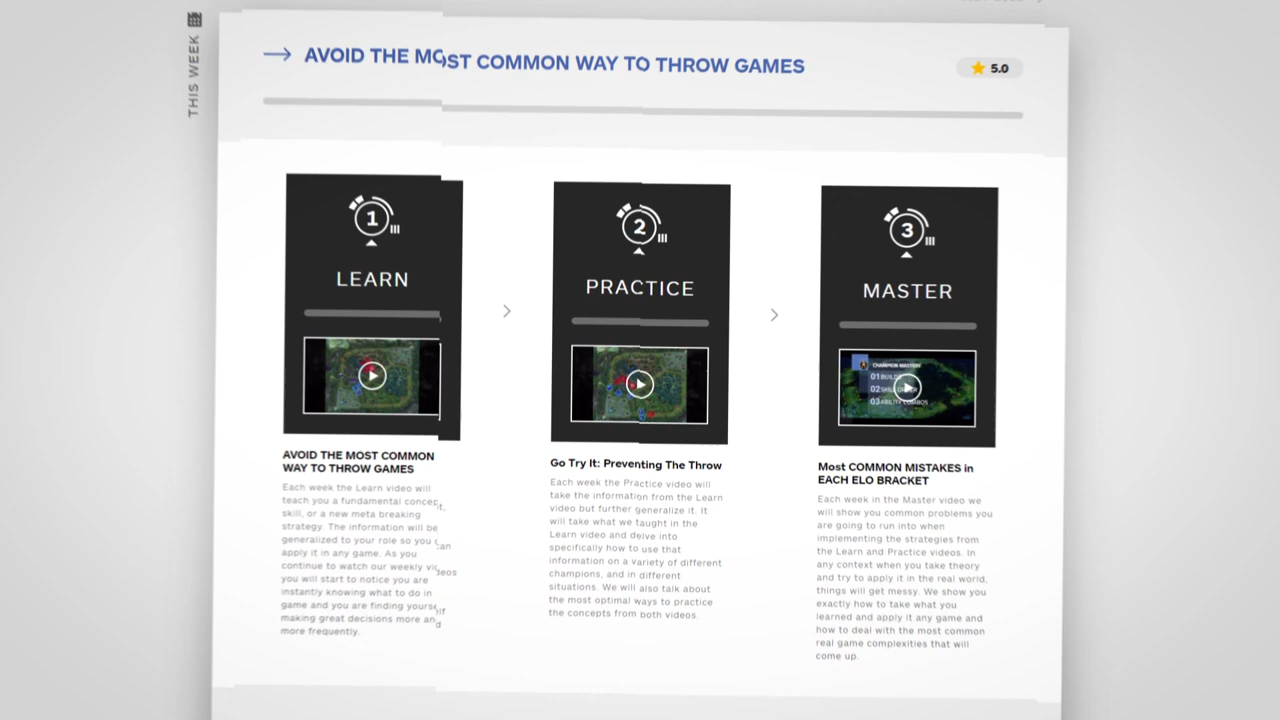 THIS WEEK
AVOID THE MOST COMMON WAY TO THROW GAMES
5.0
1
LEARN
AVOID THE MOST COMMON
WAY TO THROW GAMES
Each week the Learn video will
teach you a fundamental concept,
skill, or a new meta breaking
strategy. The information will be
generalized to your role so you can
apply it in any game. As you
continue to watch our weekly videos
you will start to notice you are
instantly knowing what to do in
game and you are finding yourself
making great decisions more and
more frequently.
2
PRACTICE
Go Try It: Preventing The Throw
Each week the Practice video will
take the information from the Learn
video but further generalize it. It
will take what we taught in the
Learn video and delve into
specifically how to use that
information on a variety of different
champions, and in different
situations. We will also talk about
the most optimal ways to practice
the concepts from both videos.
3
MASTER
CHAMPION MASTERY
01 BUILDS
02 SKILL ORDER
03 ABILITY COMBOS
Most COMMON MISTAKES in
EACH ELO BRACKET
Each week in the Master video we
will show you common problems you
are going to run into when
implementing the strategies from
the Learn and Practice videos. In
any context when you take theory
and try to apply it in the real world,
things will get messy. We show you
exactly how to take what you
learned and apply it any game and
how to deal with the most common
real game complexities that will
come up.